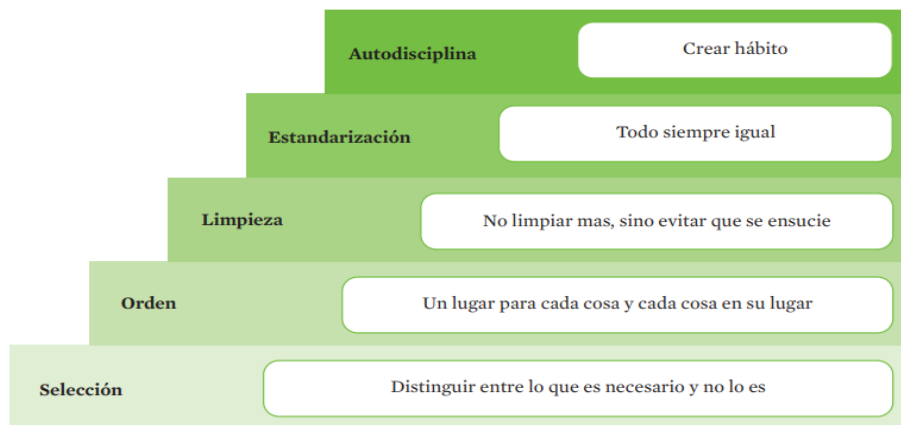 Autodisciplina
Crear hábito
Estandarización
Todo siempre igual
Limpieza
No limpiar mas, sino evitar que se ensucie
Orden
Un lugar para cada cosa y cada cosa en su lugar
Selección
Distinguir entre lo que es necesario y no lo es